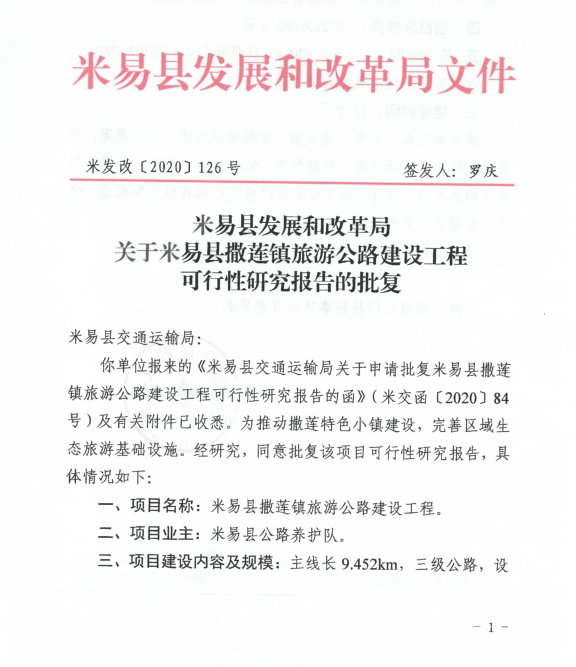 米易县发展和改革局文件
米发改〔2020〕126号 签发人：罗庆
米易县发展和改革局
关于米易县撒莲镇旅游公路建设工程
可行性研究报告的批复
米易县交通运输局：
你单位报来的《米易县交通运输局关于申请批复米易县撒莲
镇旅游公路建设工程可行性研究报告的函》（米交函〔2020〕84
号）及有关附件已收悉。为推动撒莲特色小镇建设，完善区域生
态旅游基础设施。经研究，同意批复该项目可行性研究报告，具
体情况如下：
一、项目名称：米易县撒莲镇旅游公路建设工程。
二、项目业主：米易县公路养护队。
三、项目建设内容及规模：主线长9.452km，三级公路，设
- 1 -